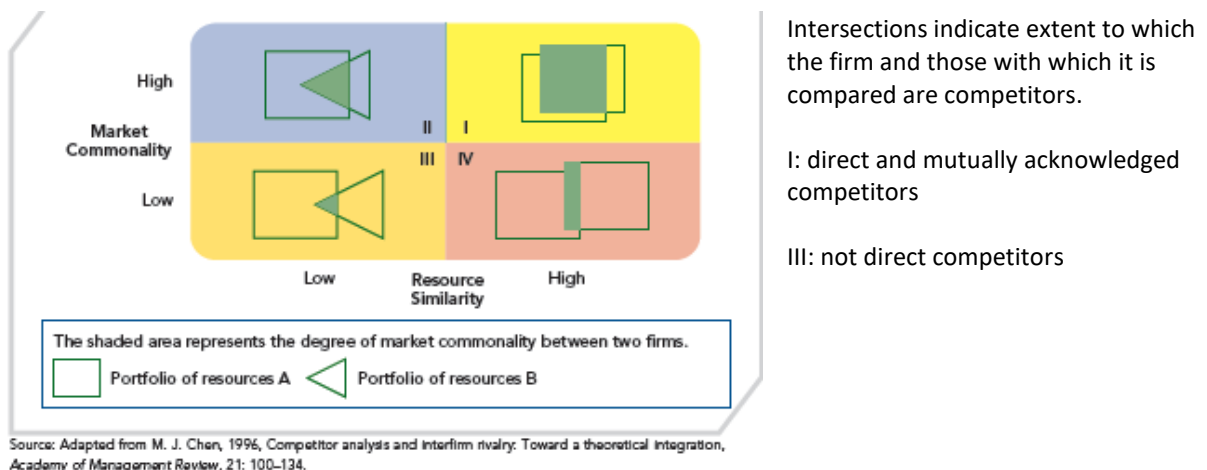 High
Market
Commonality
Low
II I
III IV
Low
Resource
Similarity
High
The shaded area represents the degree of market commonality between two firms.
Portfolio of resources A
Portfolio of resources B
Source: Adapted from M. J. Chen, 1996, Competitor analysis and interfirm rivalry: Toward a theoretical integration,
Academy of Management Review, 21: 100–134.
Intersections indicate extent to which
the firm and those with which it is
compared are competitors.
I: direct and mutually acknowledged
competitors
III: not direct competitors